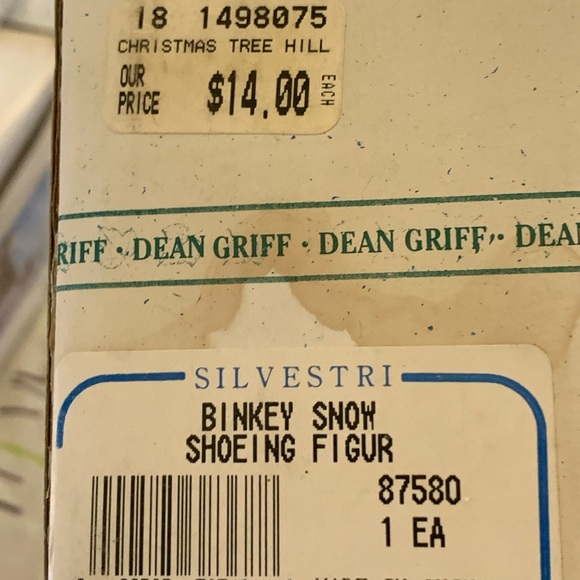 18 1498075
CHRISTMAS TREE HILL
OUR PRICE $14.00 EACH
RIFF · DEAN GRIFF · DEAN GRIFF · DEA
SILVESTRI
BINKEY SNOW
SHOEING FIGUR
87580
1 EA